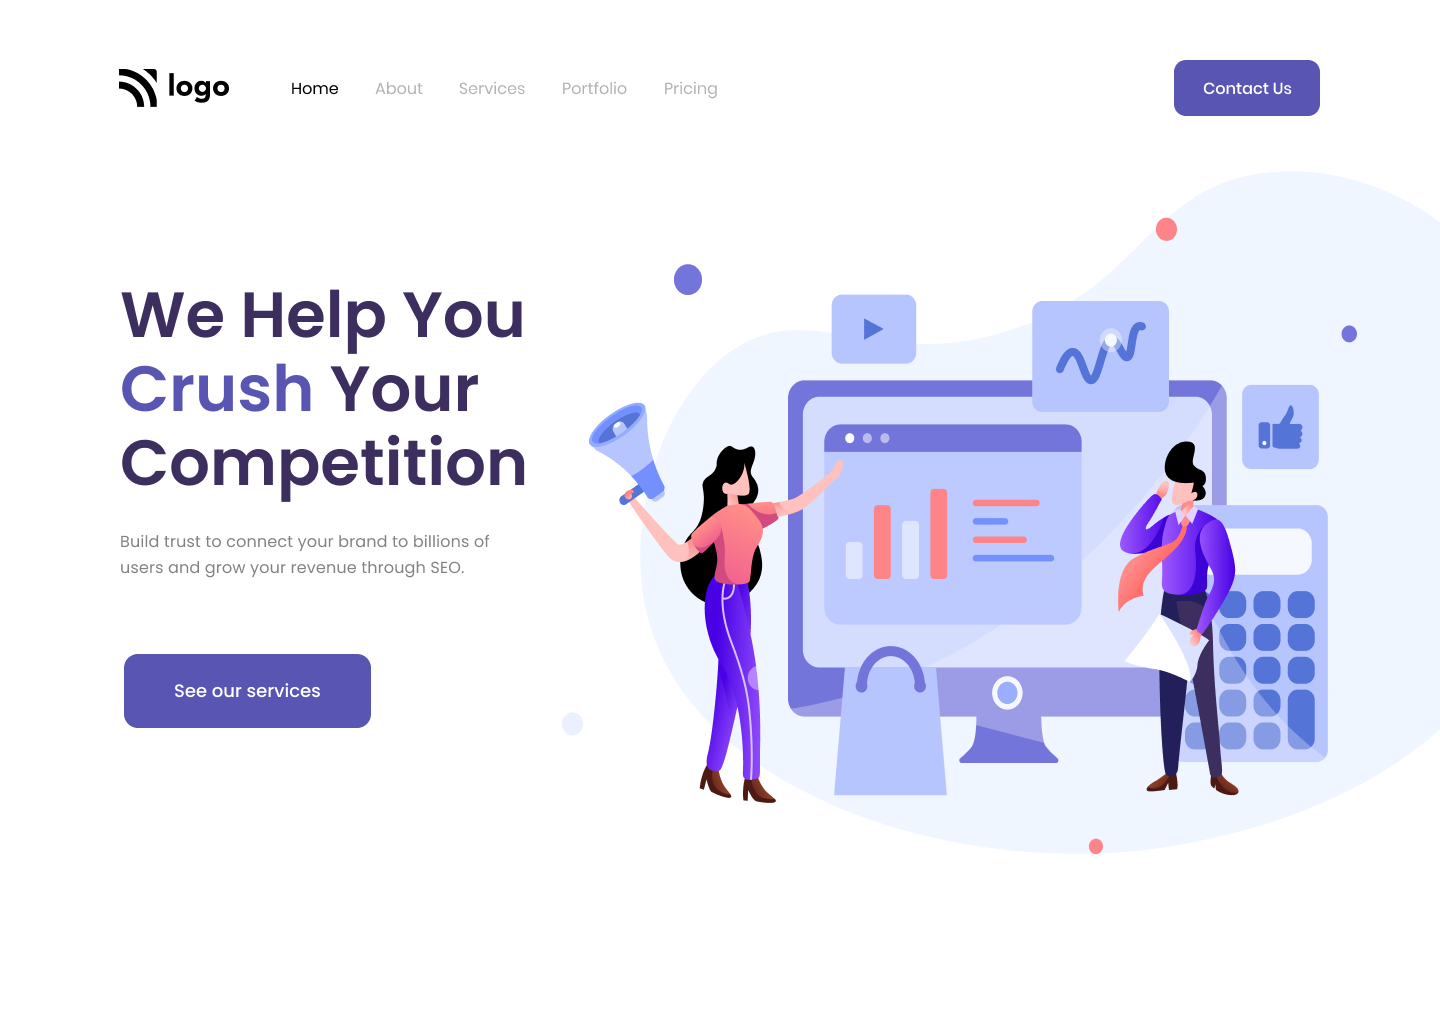 logo
Home About Services Portfolio Pricing
Contact Us
We Help You
Crush Your
Competition
Build trust to connect your brand to billions of
users and grow your revenue through SEO.
See our services